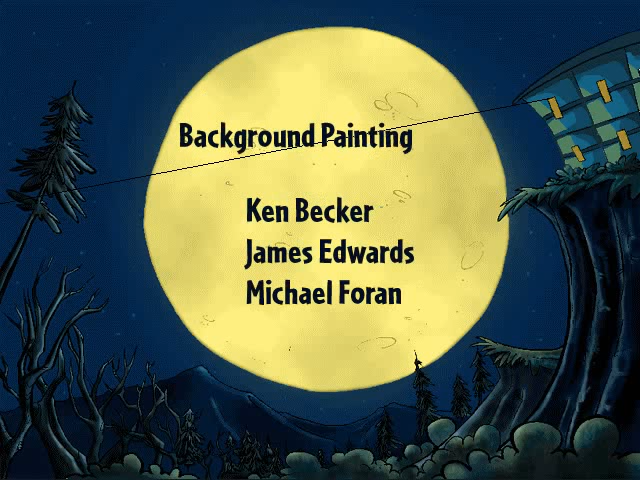 Background Painting
Ken Becker
James Edwards
Michael Foran